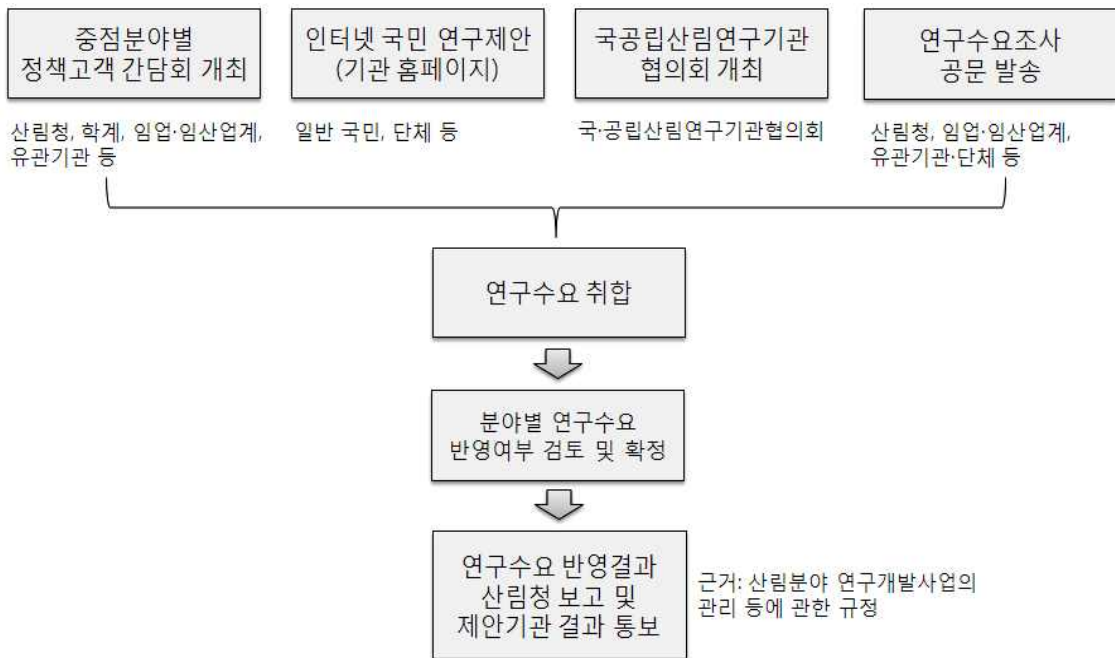 중점분야별
정책고객 간담회 개최
인터넷 국민 연구제안
(기관 홈페이지)
국공립산림연구기관
협의회 개최
연구수요조사
공문 발송
산림청, 학계, 임업·임산업계,
유관기관 등
일반 국민, 단체 등
국·공립산림연구기관협의회
산림청, 임업·임산업계,
유관기관·단체 등
연구수요 취합
분야별 연구수요
반영여부 검토 및 확정
연구수요 반영결과
산림청 보고 및
제안기관 결과 통보
근거: 산림분야 연구개발사업의
관리 등에 관한 규정